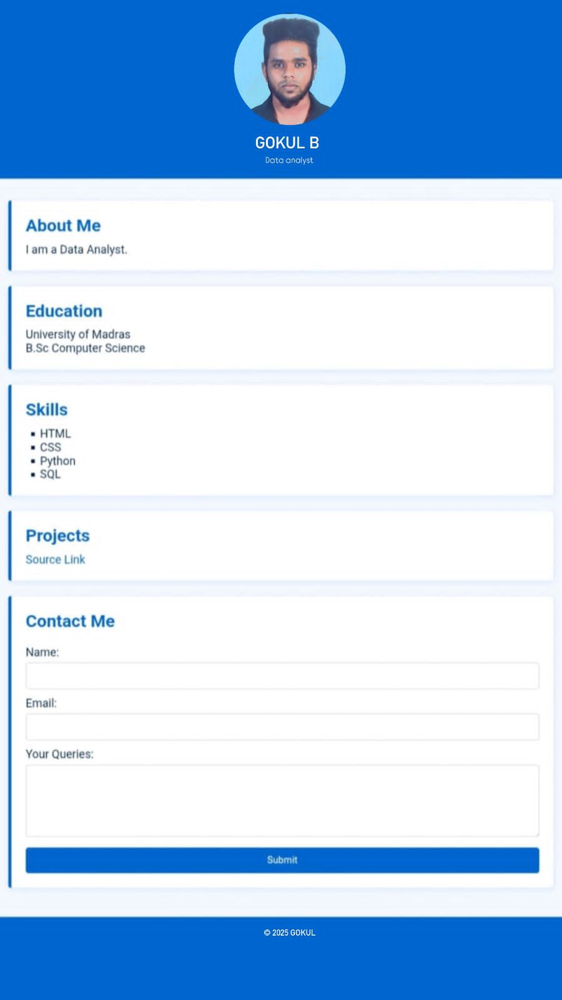 GOKUL B
Data analyst
About Me
I am a Data Analyst.
Education
University of Madras
B.Sc Computer Science
Skills
▪ HTML
▪ CSS
▪ Python
▪ SQL
Projects
Source Link
Contact Me
Name:
Email:
Your Queries:
Submit
© 2025 GOKUL